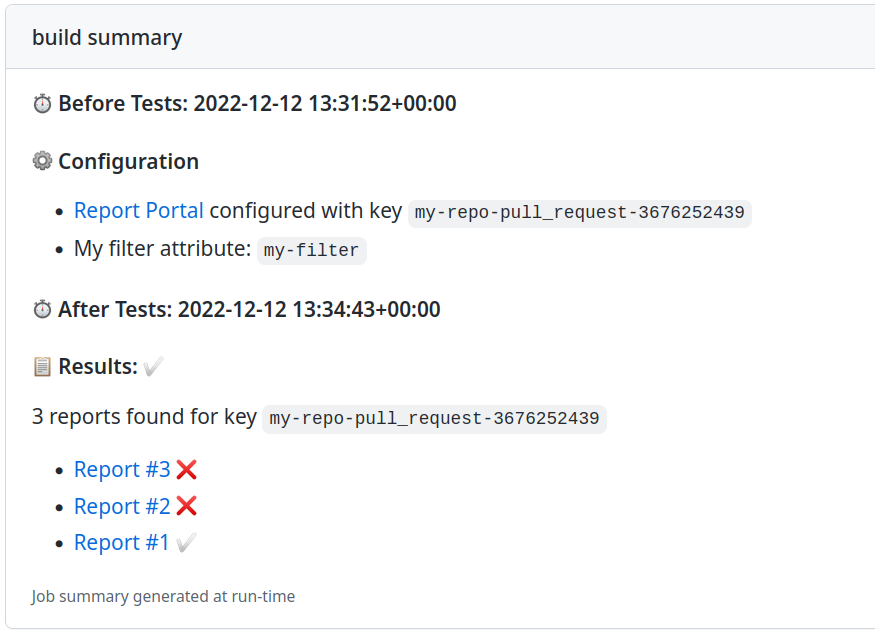 build summary
⏱ Before Tests: 2022-12-12 13:31:52+00:00
⚙ Configuration
• Report Portal configured with key my-repo-pull_request-3676252439
• My filter attribute: my-filter
⏱ After Tests: 2022-12-12 13:34:43+00:00
📋 Results: ✔
3 reports found for key my-repo-pull_request-3676252439
• Report #3 ❌
• Report #2 ❌
• Report #1 ✔
Job summary generated at run-time